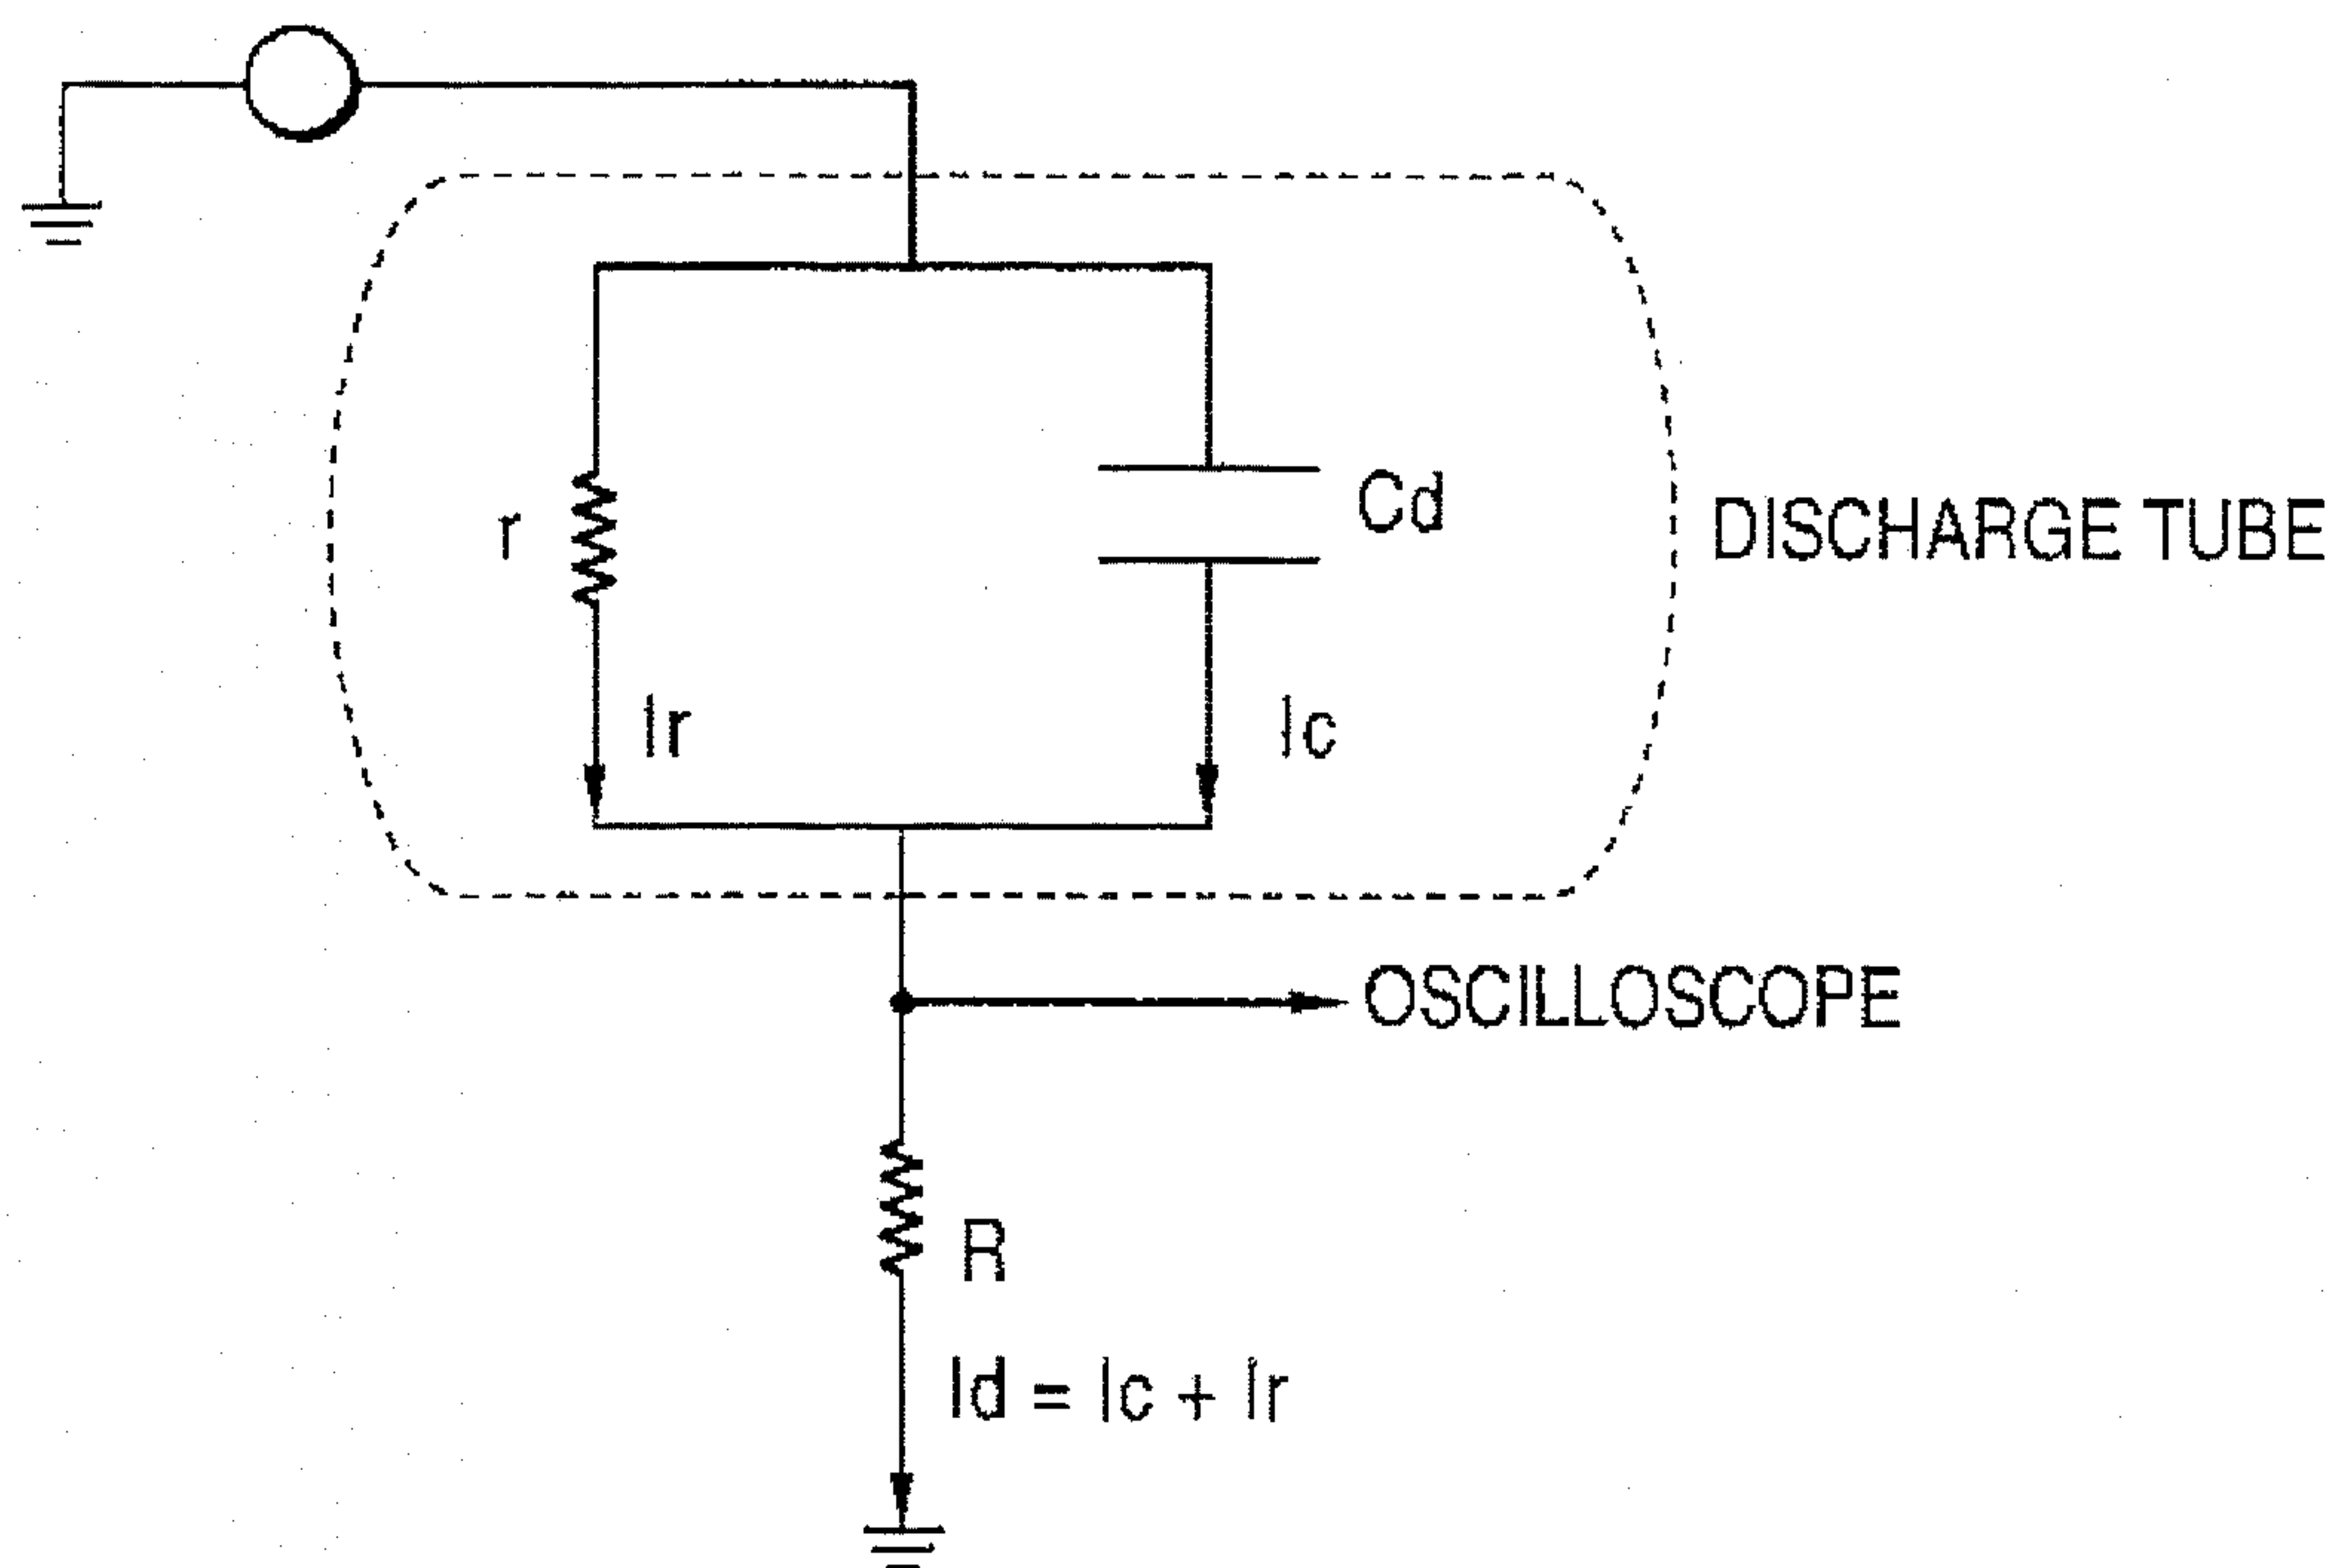 r
Cd
DISCHARGE TUBE
Ir
Ic
OSCILLOSCOPE
R
Id = Ic + Ir